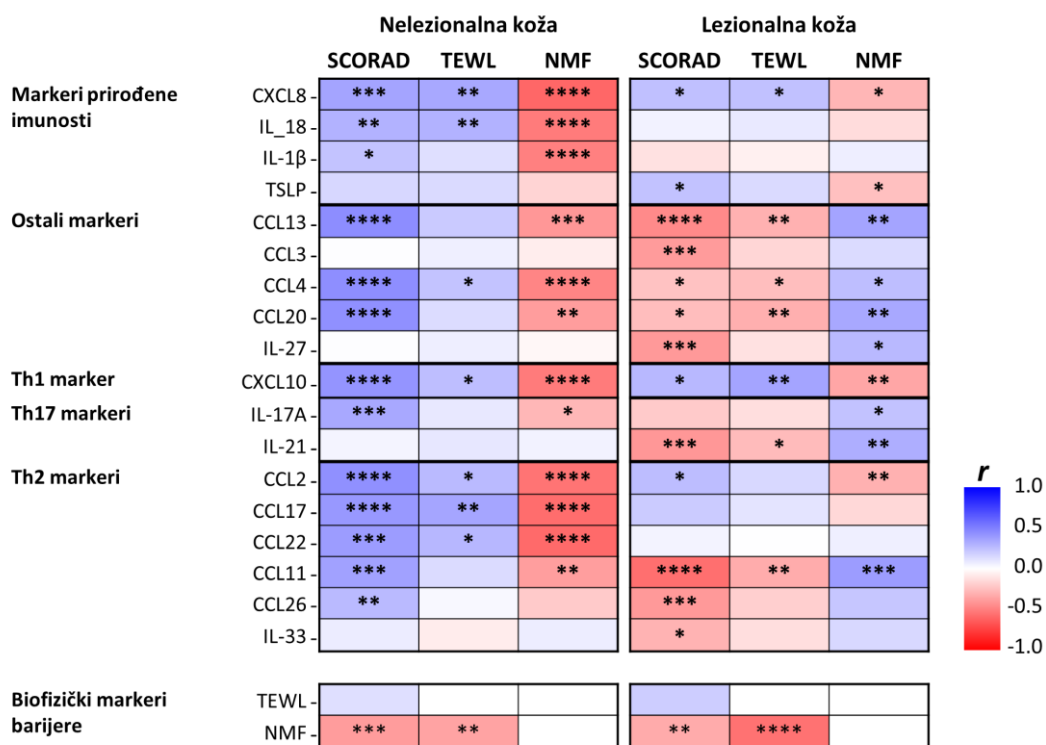 Nelezionalna koža Lezionalna koža
SCORAD TEWL NMF SCORAD TEWL NMF
Markeri prirođene
imunosti
CXCL8 - *** ** **** * * *
IL_18 - ** ** ****
IL-1β - * ****
TSLP - * *
Ostali markeri CCL13 - **** *** **** ** **
CCL3 - ***
CCL4 - **** * **** * * *
CCL20 - **** ** * ** **
IL-27 - *** *
Th1 marker CXCL10 - **** * **** * ** **
Th17 markeri IL-17A - *** * *
IL-21 - *** * **
Th2 markeri CCL2 - **** * **** * **
CCL17 - **** ** ****
CCL22 - *** * ****
CCL11 - *** ** **** ** ***
CCL26 - ** ***
IL-33 - *
Biofizički markeri
barijere
TEWL -
NMF - *** ** ** ****
r
1.0
0.5
0.0
-0.5
-1.0